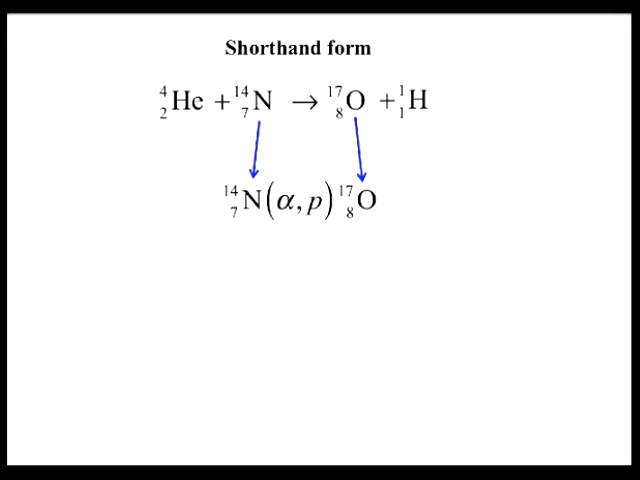 Shorthand form
⁴₂He + ¹⁴₇N → ¹⁷₈O + ¹₁H
¹⁴₇N(α, p)¹⁷₈O